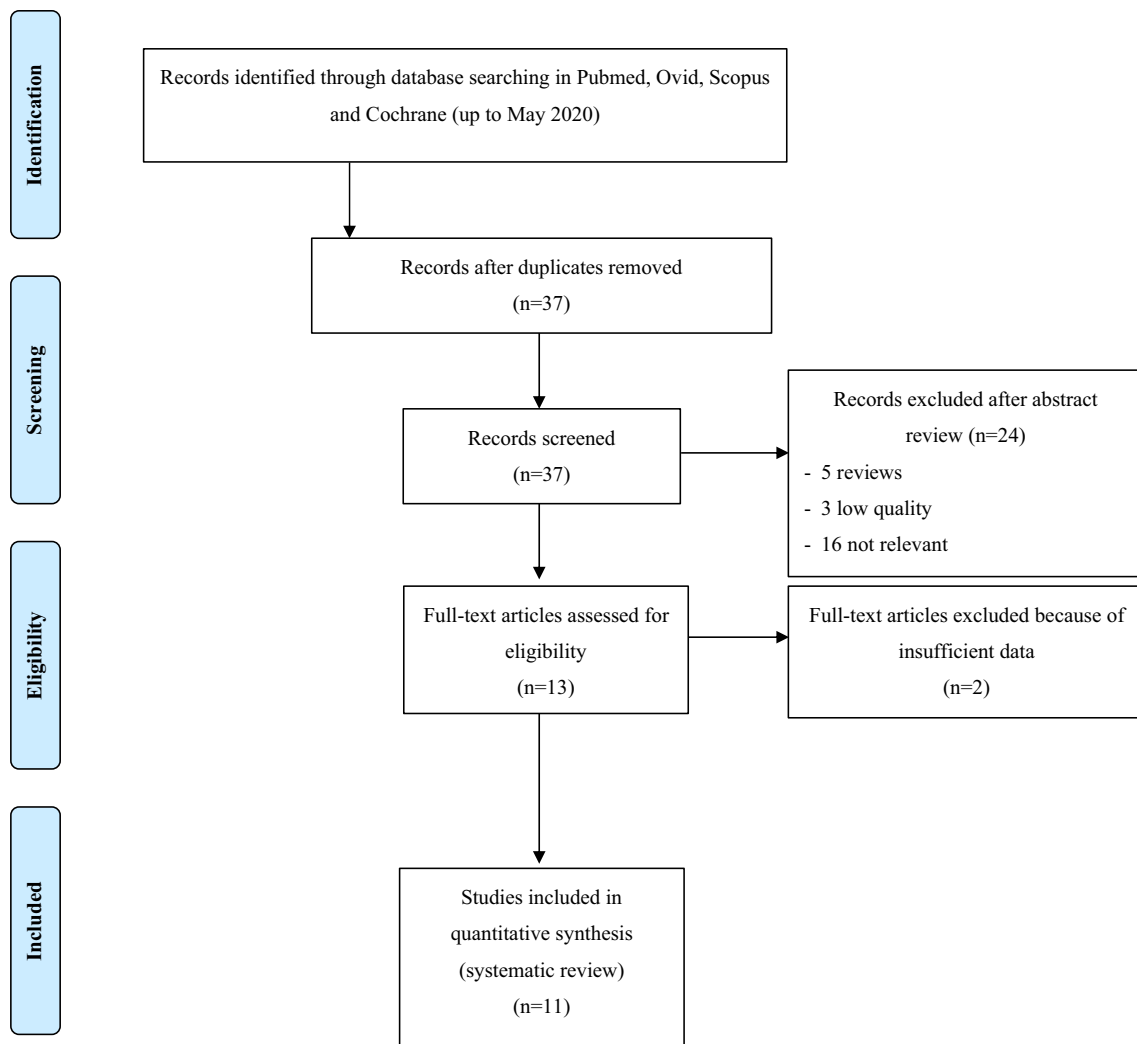 Identification
Records identified through database searching in Pubmed, Ovid, Scopus
and Cochrane (up to May 2020)
Records after duplicates removed
(n=37)
Screening
Records screened
(n=37)
Records excluded after abstract
review (n=24)
- 5 reviews
- 3 low quality
- 16 not relevant
Eligibility
Full-text articles assessed for
eligibility
(n=13)
Full-text articles excluded because of
insufficient data
(n=2)
Included
Studies included in
quantitative synthesis
(systematic review)
(n=11)